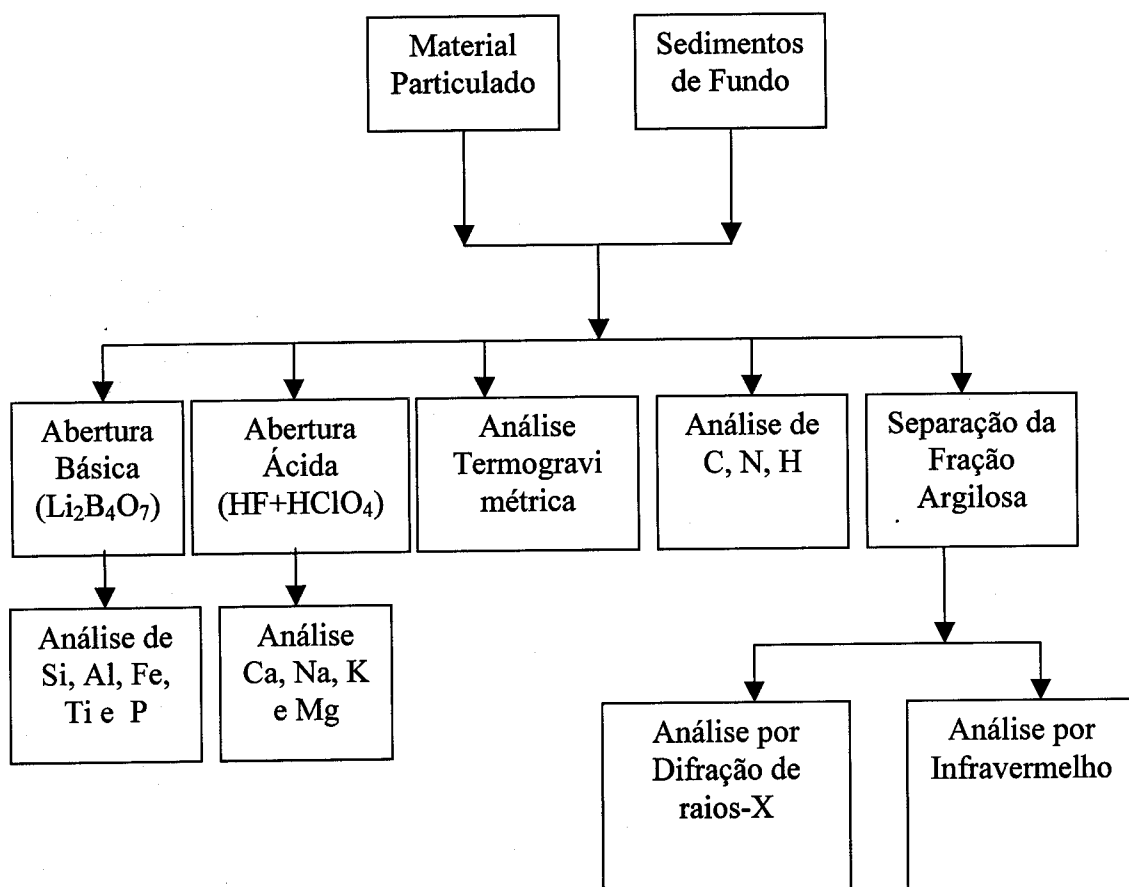 Material
Particulado
Sedimentos
de Fundo
Abertura
Básica
(Li₂B₄O₇)
Abertura
Ácida
(HF+HClO₄)
Análise
Termogravi
métrica
Análise de
C, N, H
Separação da
Fração
Argilosa
Análise de
Si, Al, Fe,
Ti e P
Análise
Ca, Na, K
e Mg
Análise por
Difração de
raios-X
Análise por
Infravermelho